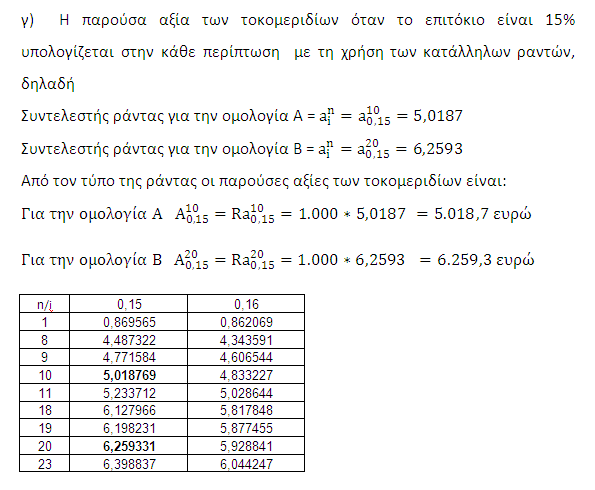 γ) Η παρούσα αξία των τοκομεριδίων όταν το επιτόκιο είναι 15%
υπολογίζεται στην κάθε περίπτωση με τη χρήση των κατάλληλων ραντών,
δηλαδή
Συντελεστής ράντας για την ομολογία Α = a_i^n = a_{0,15}^{10} = 5,0187
Συντελεστής ράντας για την ομολογία Β = a_i^n = a_{0,15}^{20} = 6,2593
Από τον τύπο της ράντας οι παρούσες αξίες των τοκομεριδίων είναι:
Για την ομολογία Α A_{0,15}^{10} = Ra_{0,15}^{10} = 1.000 ∗ 5,0187 = 5.018,7 ευρώ
Για την ομολογία Β A_{0,15}^{20} = Ra_{0,15}^{20} = 1.000 ∗ 6,2593 = 6.259,3 ευρώ
n/i 0,15 0,16
1 0,869565 0,862069
8 4,487322 4,343591
9 4,771584 4,606544
10 5,018769 4,833227
11 5,233712 5,028644
18 6,127966 5,817848
19 6,198231 5,877455
20 6,259331 5,928841
23 6,398837 6,044247